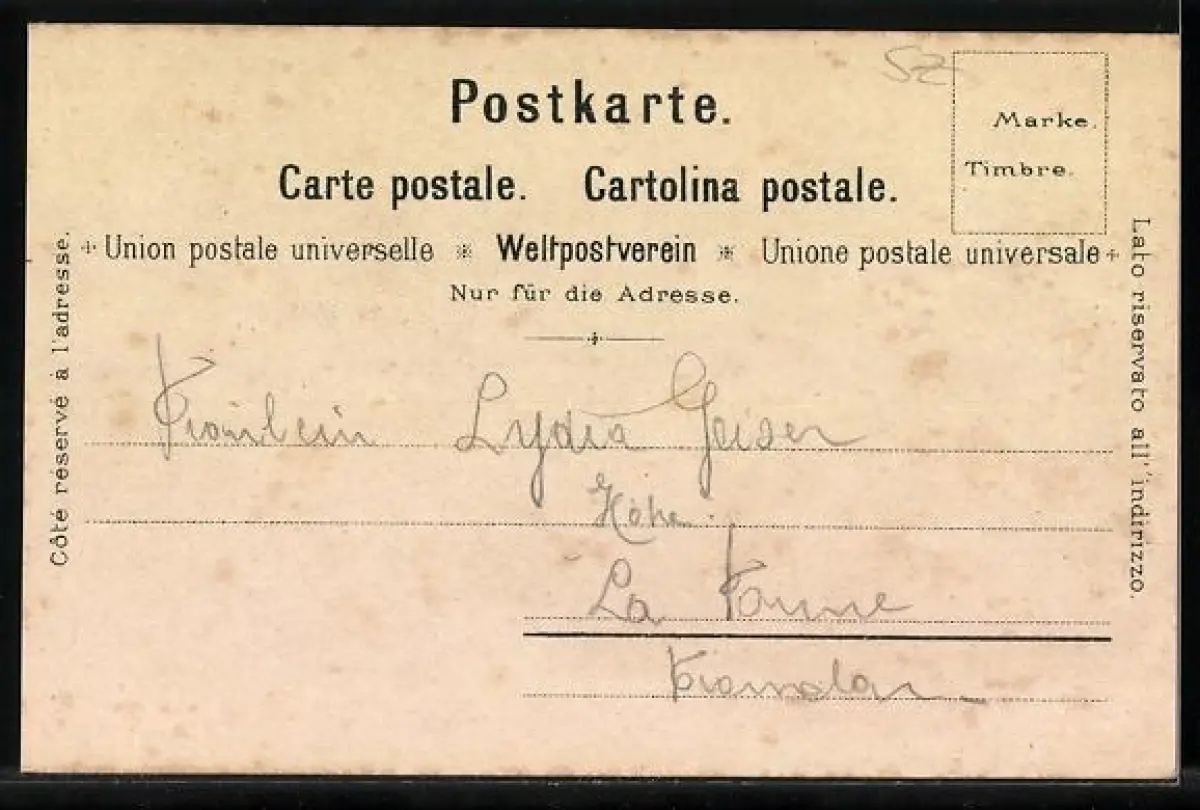 52
Postkarte.
Marke.
Timbre.
Carte postale. Cartolina postale.
Union postale universelle Weltpostverein Unione postale universale
Nur für die Adresse.
Côté réservé à l'adresse.
Lato riservato all'indirizzo.
Fräulein Lydia Geiser
La